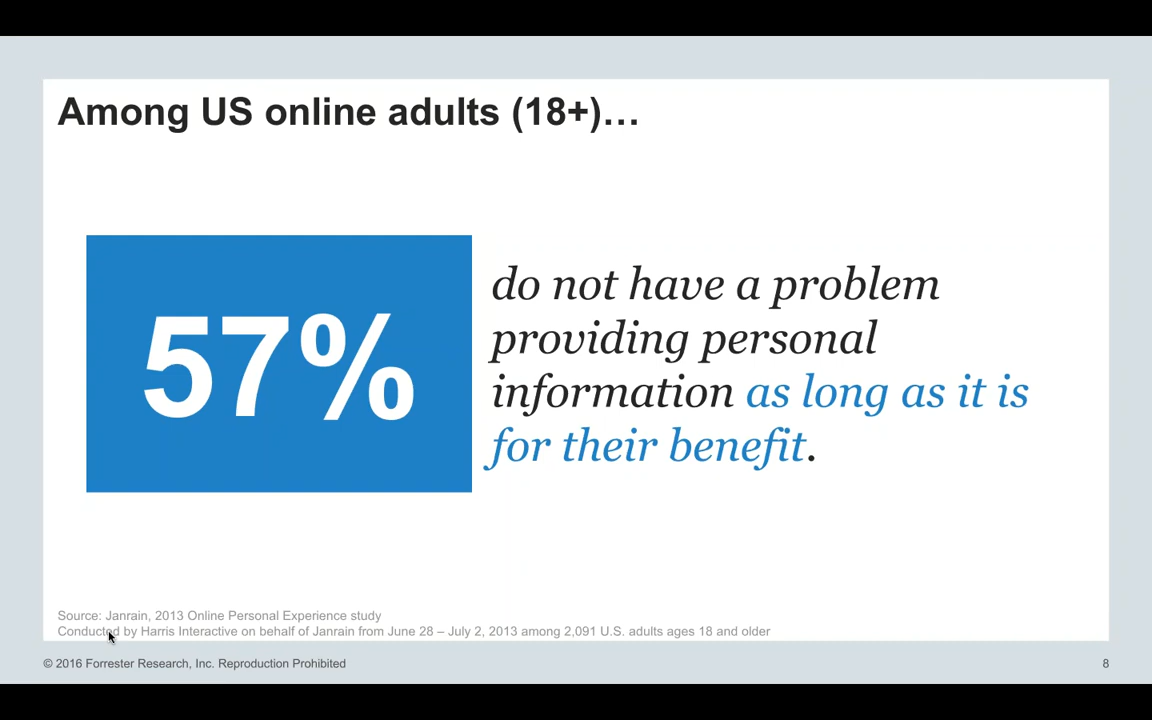 Among US online adults (18+)…
57%
do not have a problem
providing personal
information as long as it is
for their benefit.
Source: Janrain, 2013 Online Personal Experience study
Conducted by Harris Interactive on behalf of Janrain from June 28 – July 2, 2013 among 2,091 U.S. adults ages 18 and older
© 2016 Forrester Research, Inc. Reproduction Prohibited
8